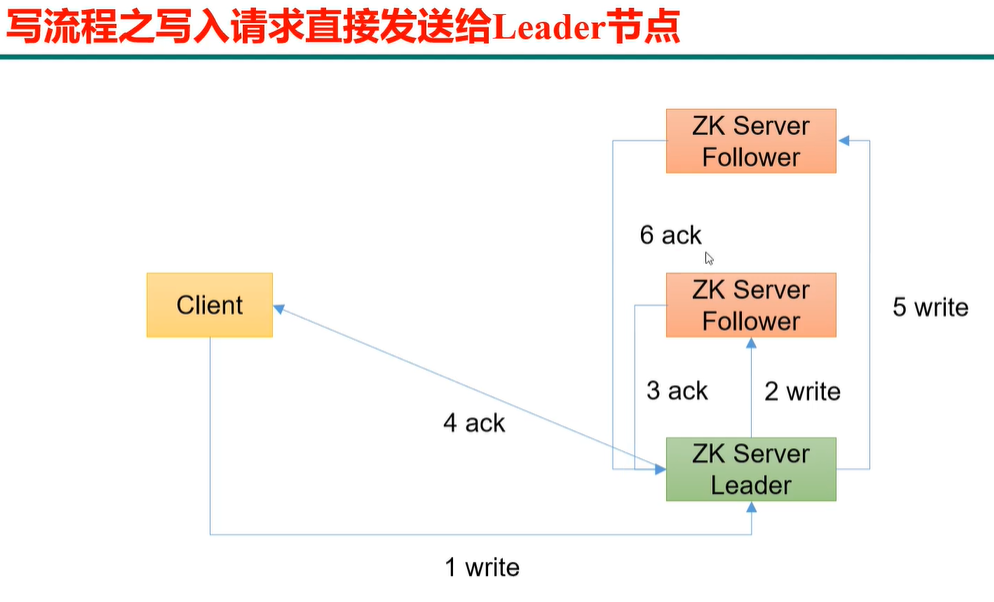 写流程之写入请求直接发送给Leader节点
ZK Server
Follower
6 ack
Client
ZK Server
Follower
5 write
3 ack
2 write
4 ack
ZK Server
Leader
1 write